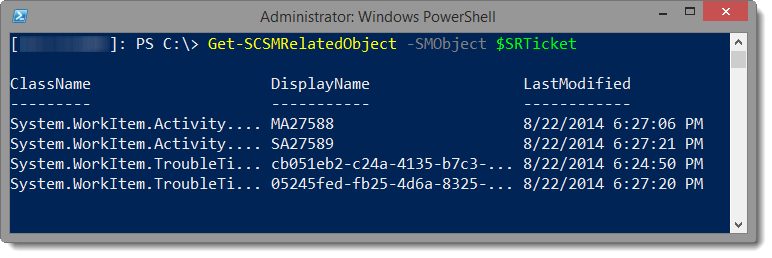 Administrator: Windows PowerShell
[ ]: PS C:\> Get-SCSMRelatedObject -SMObject $SRTicket
ClassName DisplayName LastModified
--------- ----------- ------------
System.WorkItem.Activity.... MA27588 8/22/2014 6:27:06 PM
System.WorkItem.Activity.... SA27589 8/22/2014 6:27:21 PM
System.WorkItem.TroubleTi... cb051eb2-c24a-4135-b7c3-... 8/22/2014 6:24:50 PM
System.WorkItem.TroubleTi... 05245fed-fb25-4d6a-8325-... 8/22/2014 6:27:20 PM